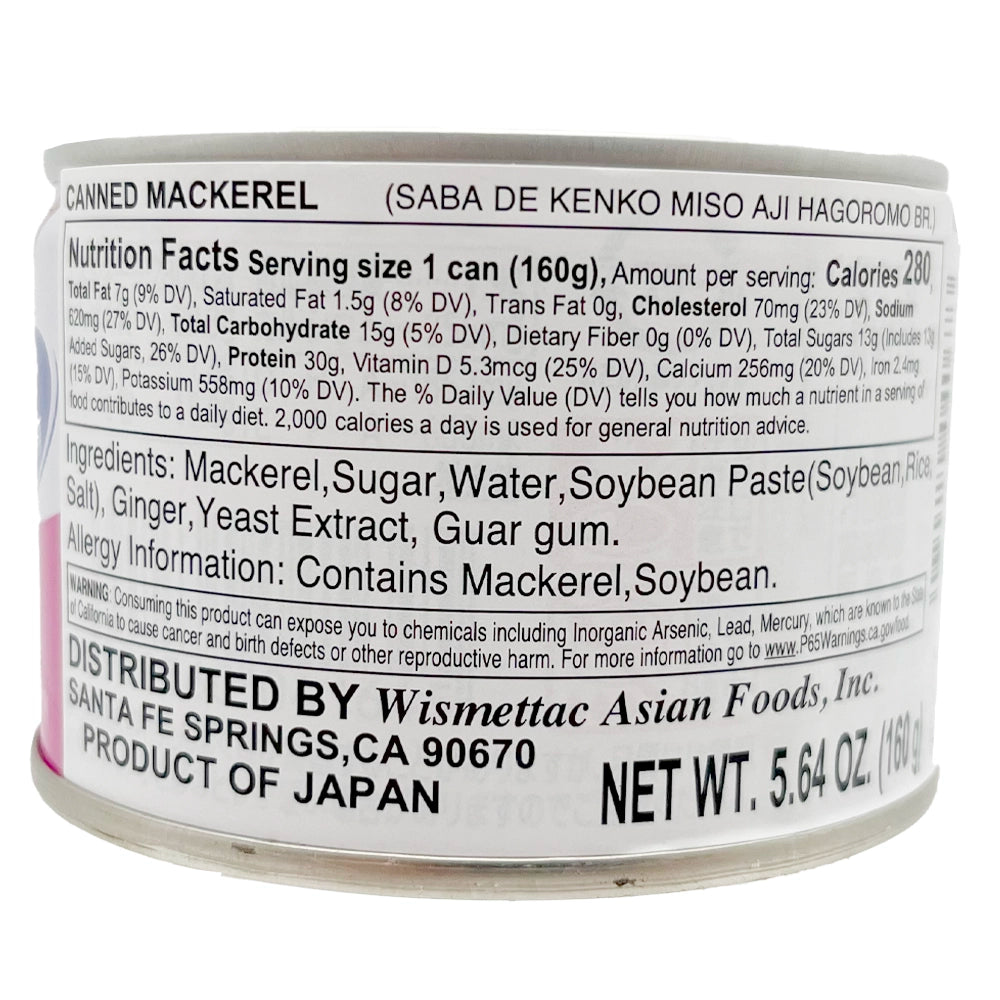 CANNED MACKEREL (SABA DE KENKO MISO AJI HAGOROMO BR.)
Nutrition Facts Serving size 1 can (160g), Amount per serving: Calories 280,
Total Fat 7g (9% DV), Saturated Fat 1.5g (8% DV), Trans Fat 0g, Cholesterol 70mg (23% DV), Sodium
620mg (27% DV), Total Carbohydrate 15g (5% DV), Dietary Fiber 0g (0% DV), Total Sugars 13g (Includes 13g
Added Sugars, 26% DV), Protein 30g, Vitamin D 5.3mcg (25% DV), Calcium 256mg (20% DV), Iron 2.4mg
(15% DV), Potassium 558mg (10% DV). The % Daily Value (DV) tells you how much a nutrient in a serving of
food contributes to a daily diet. 2,000 calories a day is used for general nutrition advice.
Ingredients: Mackerel,Sugar,Water,Soybean Paste(Soybean,Rice,
Salt), Ginger,Yeast Extract, Guar gum.
Allergy Information: Contains Mackerel,Soybean.
WARNING: Consuming this product can expose you to chemicals including Inorganic Arsenic, Lead, Mercury, which are known to the State
of California to cause cancer and birth defects or other reproductive harm. For more information go to www.P65Warnings.ca.gov/food.
DISTRIBUTED BY Wismettac Asian Foods, Inc.
SANTA FE SPRINGS,CA 90670
PRODUCT OF JAPAN
NET WT. 5.64 OZ. (160 g)